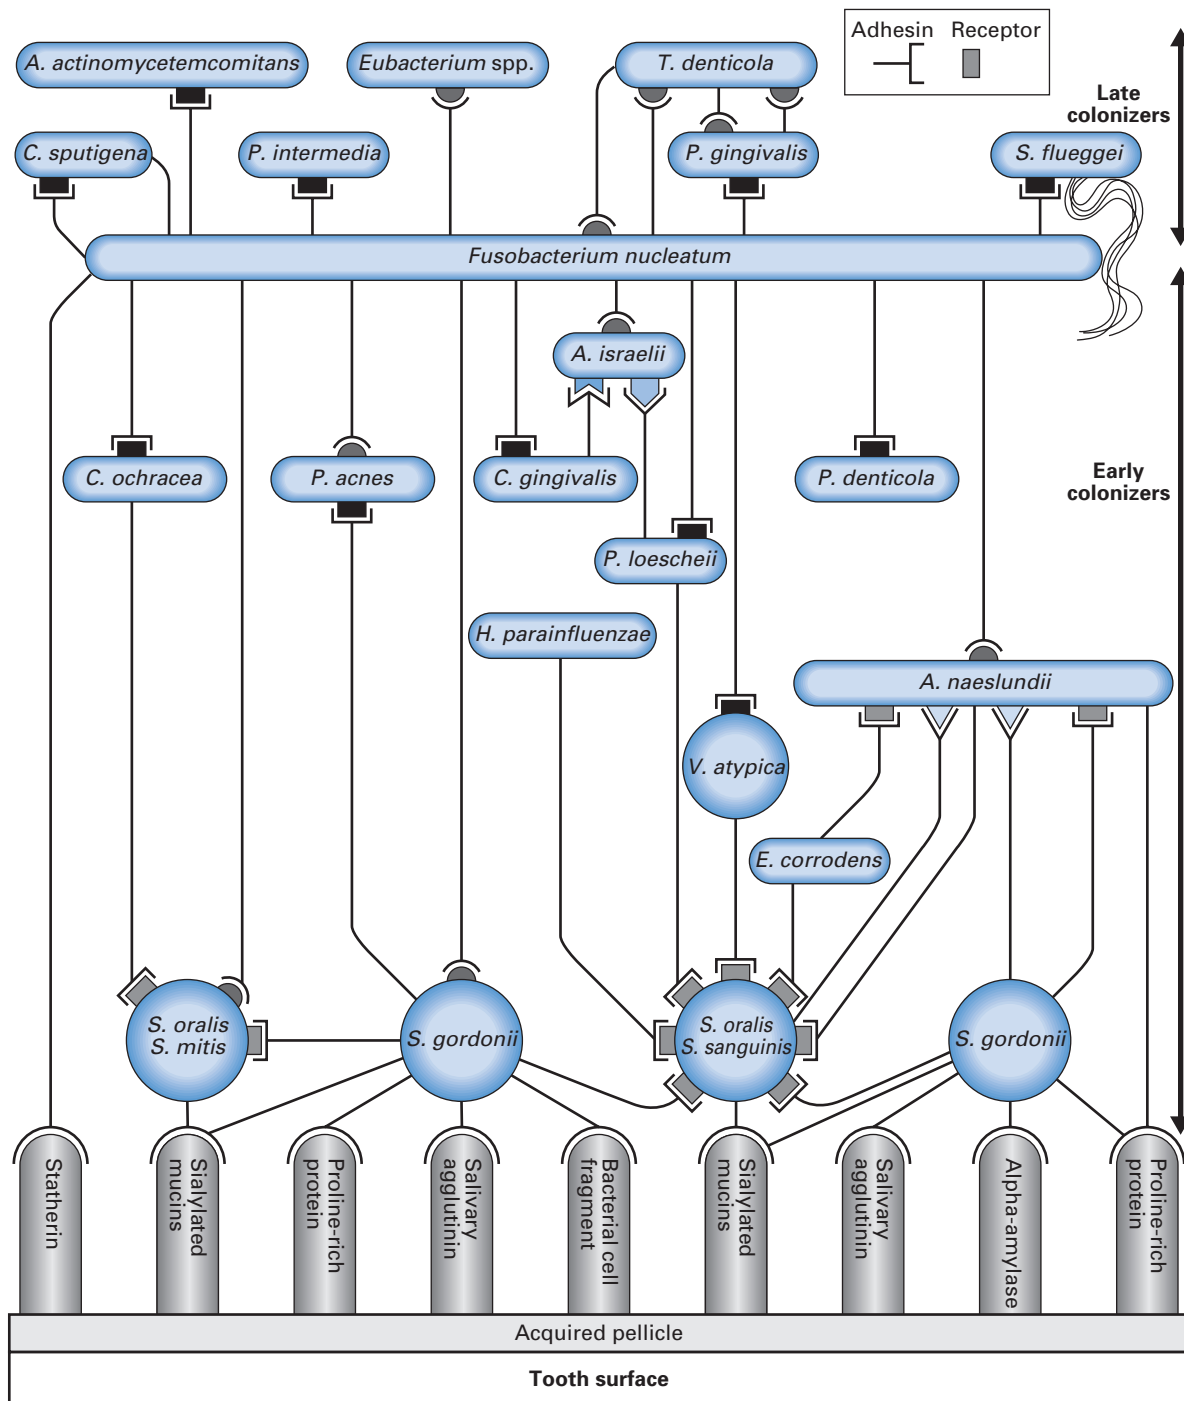 Adhesin Receptor
A. actinomycetemcomitans
Eubacterium spp.
T. denticola
Late
colonizers
C. sputigena
P. intermedia
P. gingivalis
S. flueggei
Fusobacterium nucleatum
A. israelii
C. ochracea
P. acnes
C. gingivalis
P. denticola
Early
colonizers
P. loescheii
H. parainfluenzae
A. naeslundii
V. atypica
E. corrodens
S. oralis
S. mitis
S. gordonii
S. oralis
S. sanguinis
S. gordonii
Statherin
Sialylated
mucins
Proline-rich
protein
Salivary
agglutinin
Bacterial cell
fragment
Sialylated
mucins
Salivary
agglutinin
Alpha-amylase
Proline-rich
protein
Acquired pellicle
Tooth surface